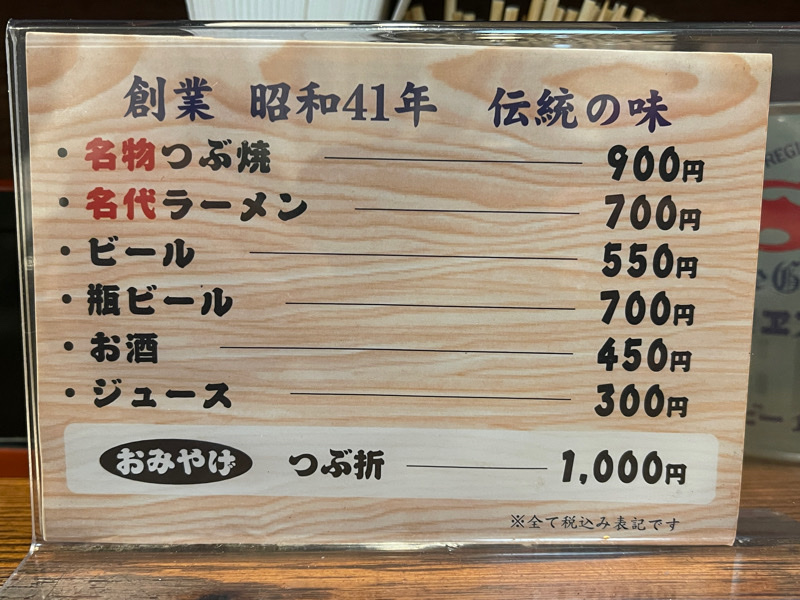 創業 昭和41年 伝統の味
・名物つぶ焼 900円
・名代ラーメン 700円
・ビール 550円
・瓶ビール 700円
・お酒 450円
・ジュース 300円
おみやげ つぶ折 1,000円
※全て税込み表記です